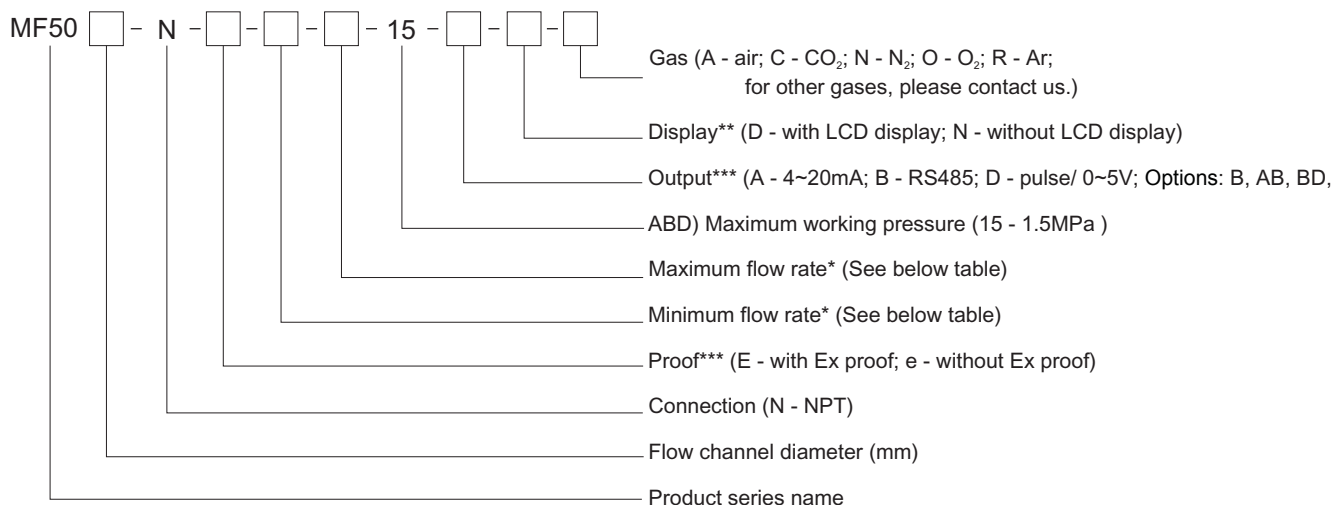 MF50 - N - - - - 15 - - -
Gas (A - air; C - CO₂; N - N₂; O - O₂; R - Ar;
for other gases, please contact us.)
Display** (D - with LCD display; N - without LCD display)
Output*** (A - 4~20mA; B - RS485; D - pulse/ 0~5V; Options: B, AB, BD,
ABD) Maximum working pressure (15 - 1.5MPa )
Maximum flow rate* (See below table)
Minimum flow rate* (See below table)
Proof*** (E - with Ex proof; e - without Ex proof)
Connection (N - NPT)
Flow channel diameter (mm)
Product series name